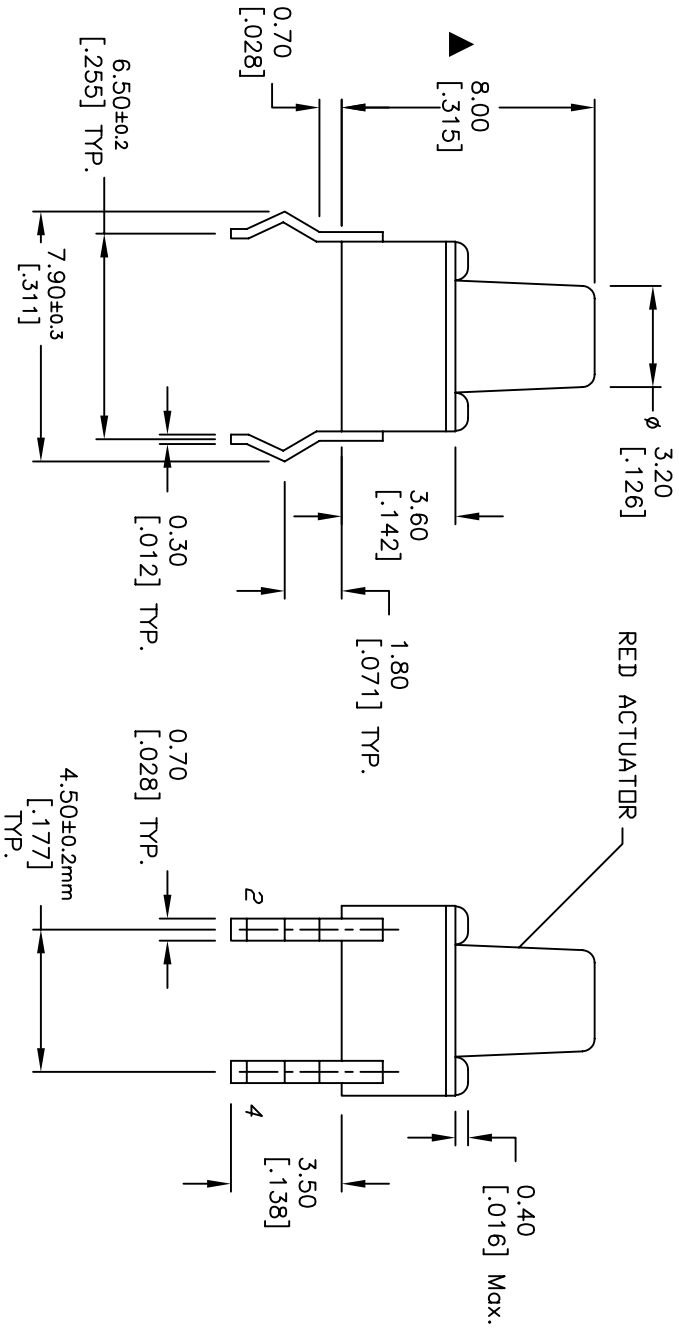 0.70
[.028]
8.00
[.315]
6.50±0.2
[.255] TYP.
7.90±0.3
[.311]
ø 3.20
[.126]
3.60
[.142]
0.30
[.012] TYP.
1.80
[.071] TYP.
RED ACTUATOR
0.70
[.028] TYP.
4.50±0.2mm
[.177]
TYP.
2
4
3.50
[.138]
0.40
[.016] Max.